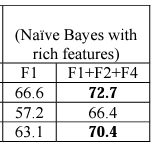 (Naïve Bayes with
rich features)
F1 F1+F2+F4
66.6 72.7
57.2 66.4
63.1 70.4